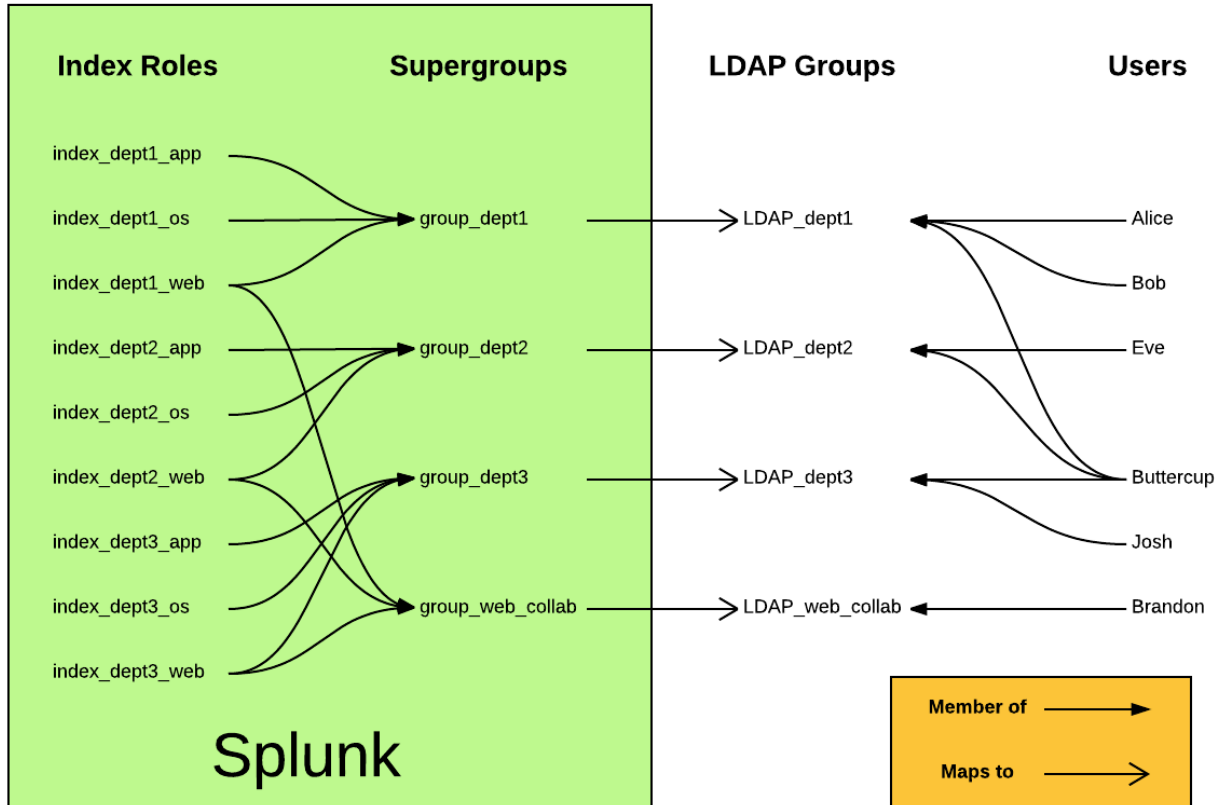 Index Roles Supergroups LDAP Groups Users
index_dept1_app
index_dept1_os group_dept1 LDAP_dept1 Alice
index_dept1_web Bob
index_dept2_app group_dept2 LDAP_dept2 Eve
index_dept2_os
index_dept2_web group_dept3 LDAP_dept3 Buttercup
index_dept3_app Josh
index_dept3_os group_web_collab LDAP_web_collab Brandon
index_dept3_web
Member of
Splunk
Maps to